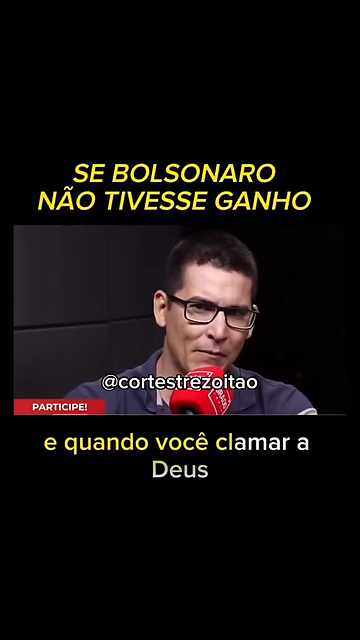 SE BOLSONARO
NÃO TIVESSE GANHO
@cortestrezoitao
PARTICIPE!
e quando você clamar a
Deus